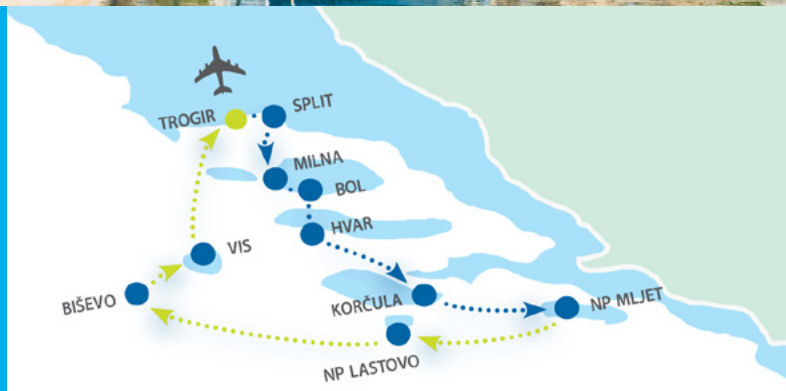 TROGIR
SPLIT
MILNA
BOL
HVAR
VIS
BIŠEVO
KORČULA
NP MLJET
NP LASTOVO